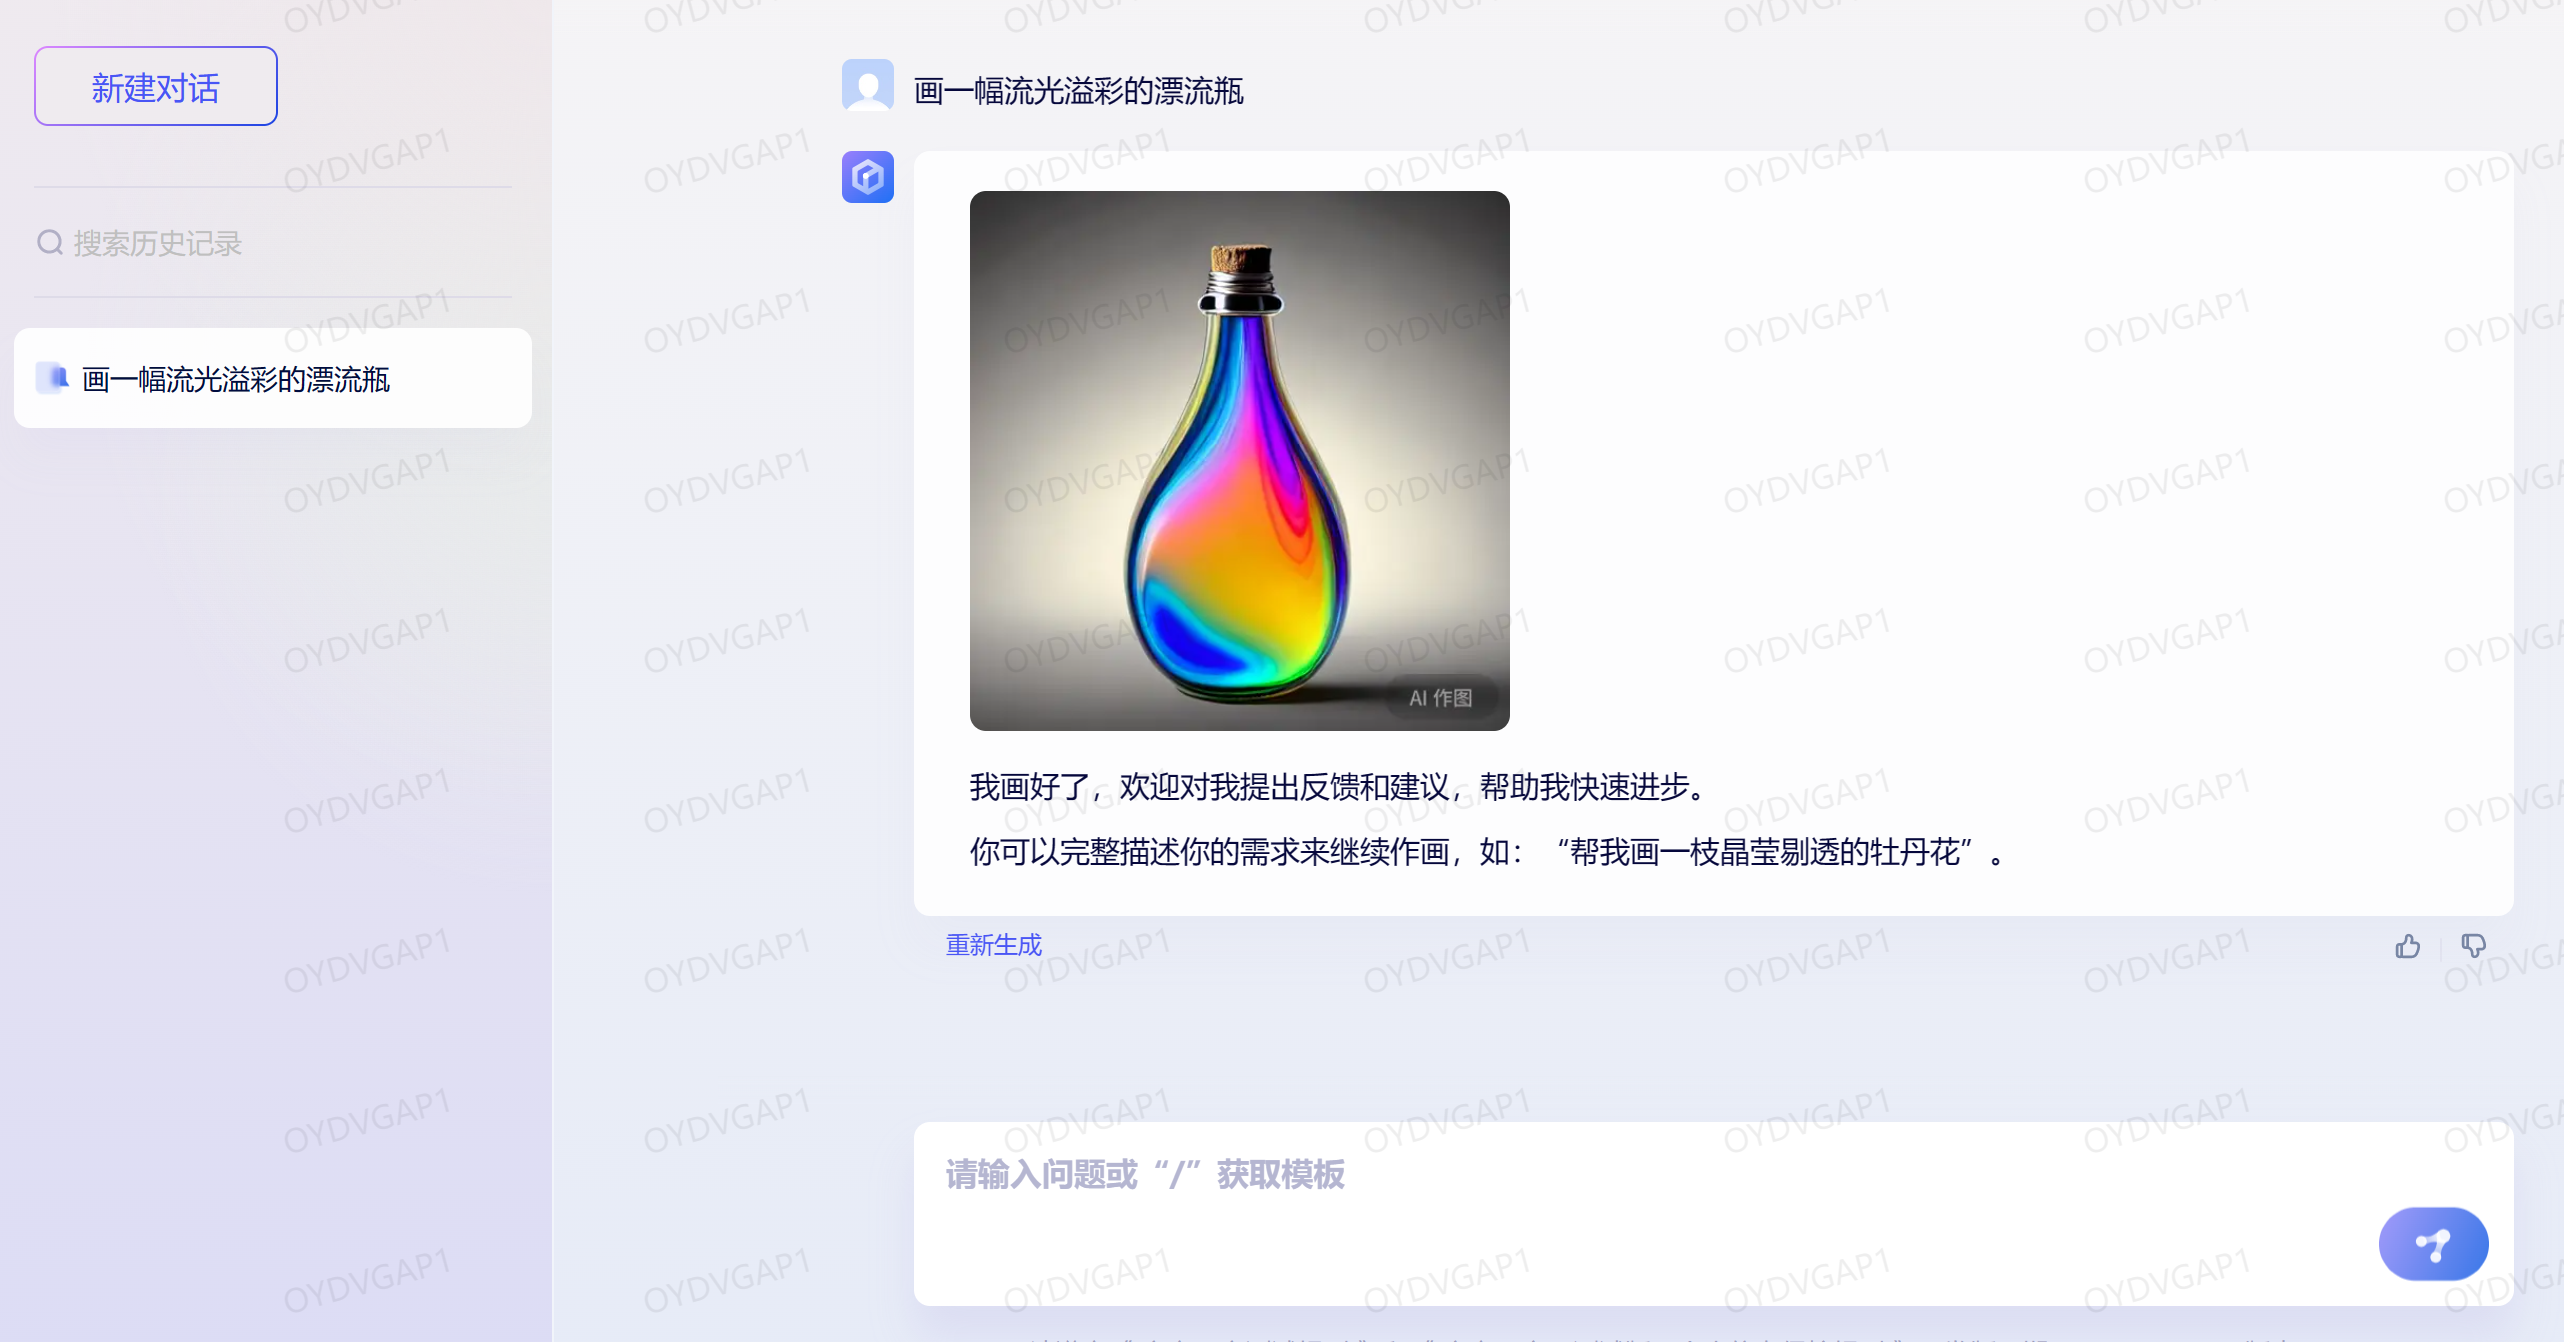 新建对话
搜索历史记录
画一幅流光溢彩的漂流瓶
画一幅流光溢彩的漂流瓶
AI 作图
我画好了，欢迎对我提出反馈和建议，帮助我快速进步。
你可以完整描述你的需求来继续作画，如：“帮我画一枝晶莹剔透的牡丹花”。
重新生成
请输入问题或“/”获取模板
OYDVGAP1